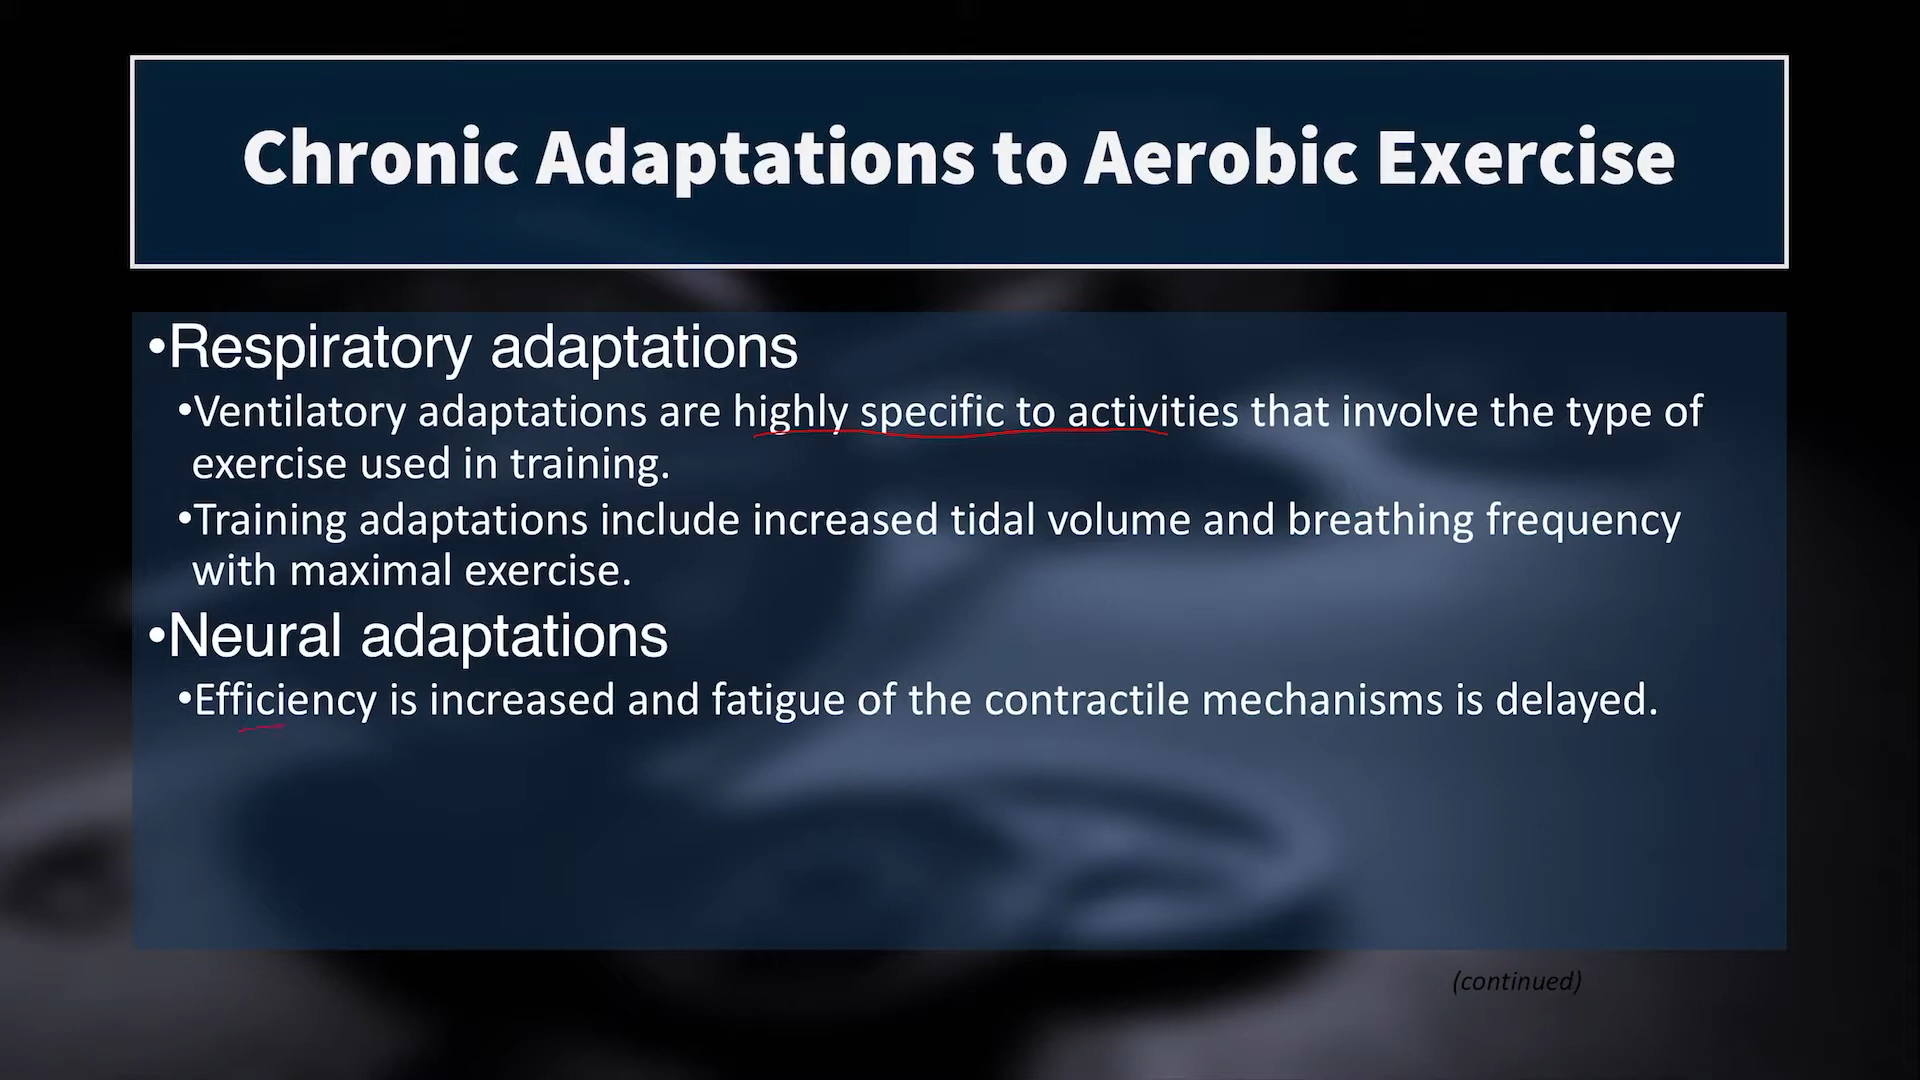 Chronic Adaptations to Aerobic Exercise
•Respiratory adaptations
•Ventilatory adaptations are highly specific to activities that involve the type of
exercise used in training.
•Training adaptations include increased tidal volume and breathing frequency
with maximal exercise.
•Neural adaptations
•Efficiency is increased and fatigue of the contractile mechanisms is delayed.
(continued)